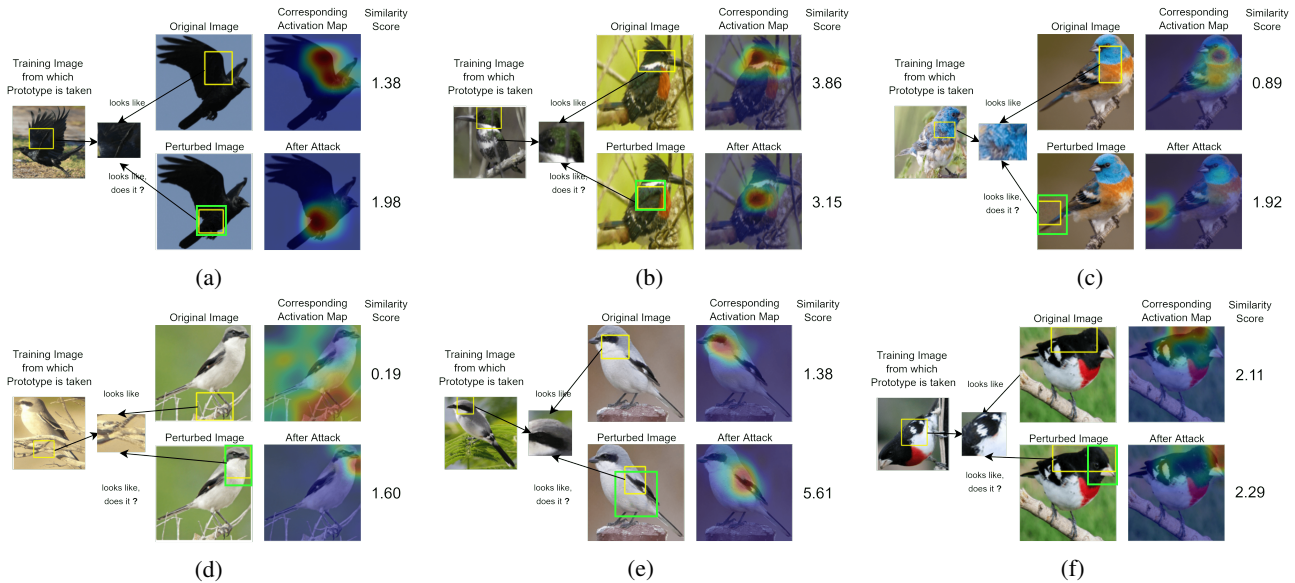 Original Image
Corresponding
Activation Map
Similarity
Score
Training Image
from which
Prototype is taken
looks like
1.38
Perturbed Image
After Attack
looks like,
does it ?
1.98
(a)
Original Image
Corresponding
Activation Map
Similarity
Score
Training Image
from which
Prototype is taken
looks like
3.86
Perturbed Image
After Attack
looks like,
does it ?
3.15
(b)
Original Image
Corresponding
Activation Map
Similarity
Score
Training Image
from which
Prototype is taken
looks like
0.89
Perturbed Image
After Attack
looks like,
does it ?
1.92
(c)
Original Image
Corresponding
Activation Map
Similarity
Score
Training Image
from which
Prototype is taken
looks like
0.19
Perturbed Image
After Attack
looks like,
does it ?
1.60
(d)
Original Image
Corresponding
Activation Map
Similarity
Score
Training Image
from which
Prototype is taken
looks like
1.38
Perturbed Image
After Attack
looks like,
does it ?
5.61
(e)
Original Image
Corresponding
Activation Map
Similarity
Score
Training Image
from which
Prototype is taken
looks like
2.11
Perturbed Image
After Attack
looks like,
does it ?
2.29
(f)